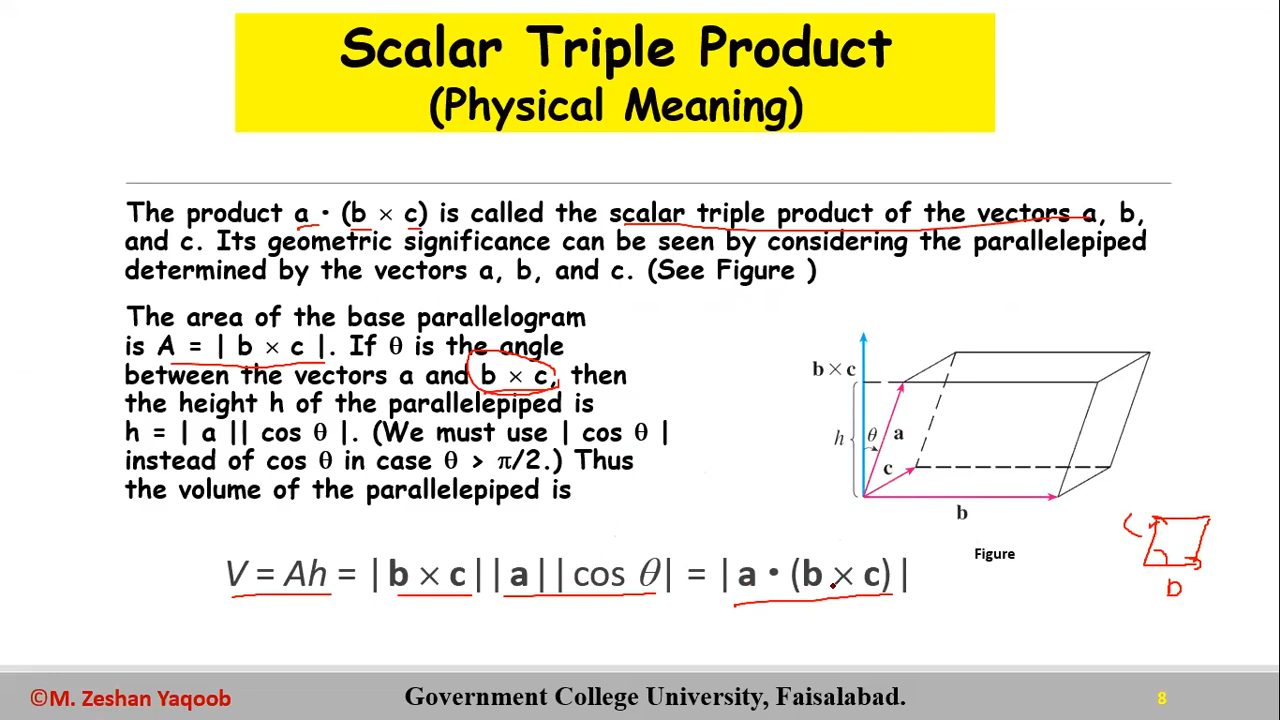 Scalar Triple Product
(Physical Meaning)
The product a · (b × c) is called the scalar triple product of the vectors a, b,
and c. Its geometric significance can be seen by considering the parallelepiped
determined by the vectors a, b, and c. (See Figure )
The area of the base parallelogram
is A = | b × c |. If θ is the angle
between the vectors a and b × c, then
the height h of the parallelepiped is
h = | a || cos θ |. (We must use | cos θ |
instead of cos θ in case θ > π/2.) Thus
the volume of the parallelepiped is
b × c
h
θ
a
c
b
Figure
V = Ah = | b × c || a || cos θ | = | a · (b × c) |
©M. Zeshan Yaqoob
Government College University, Faisalabad.
8